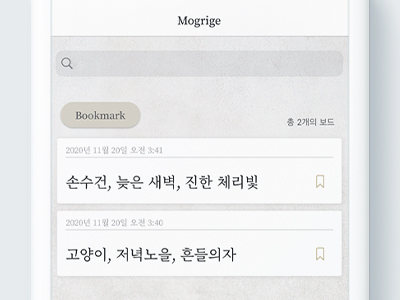 Mogrige
Bookmark
총 2개의 보드
2020년 11월 20일 오전 3:41
손수건, 늦은 새벽, 진한 체리빛
2020년 11월 20일 오전 3:40
고양이, 저녁노을, 흔들의자